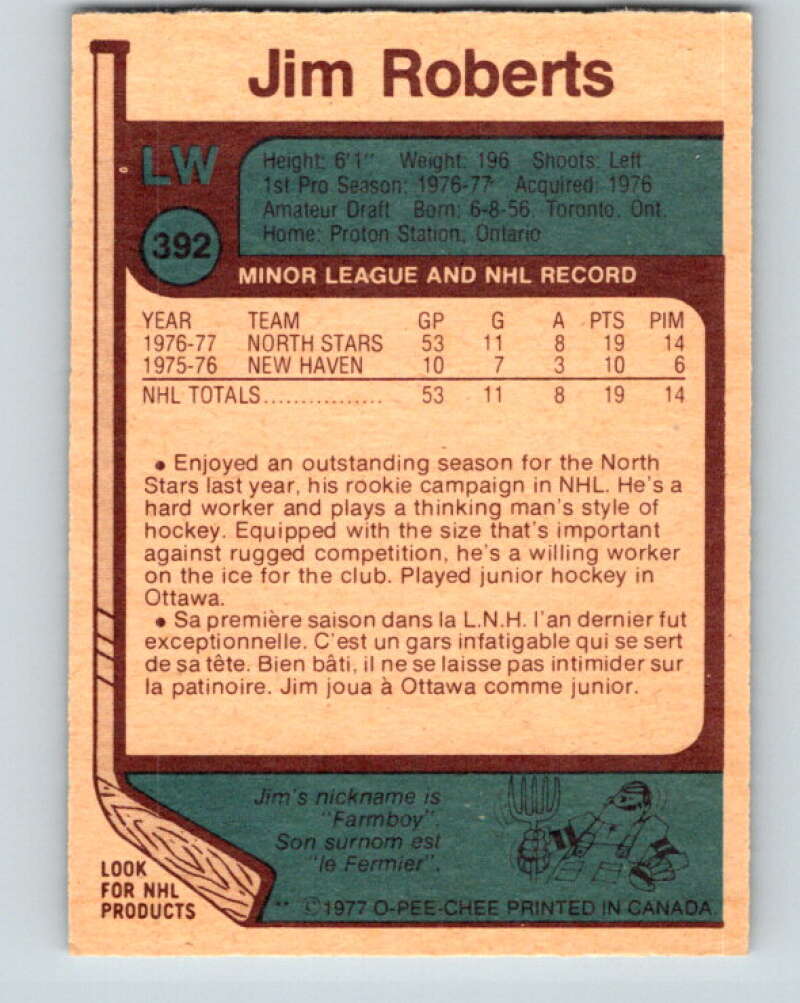 Jim Roberts
LW
Height: 6'1" Weight: 196 Shoots: Left
1st Pro Season: 1976-77 Acquired: 1976
Amateur Draft Born: 6-8-56, Toronto, Ont.
Home: Proton Station, Ontario
392
MINOR LEAGUE AND NHL RECORD
YEAR TEAM GP G A PTS PIM
1976-77 NORTH STARS 53 11 8 19 14
1975-76 NEW HAVEN 10 7 3 10 6
NHL TOTALS................ 53 11 8 19 14
• Enjoyed an outstanding season for the North
Stars last year, his rookie campaign in NHL. He's a
hard worker and plays a thinking man's style of
hockey. Equipped with the size that's important
against rugged competition, he's a willing worker
on the ice for the club. Played junior hockey in
Ottawa.
• Sa première saison dans la L.N.H. l'an dernier fut
exceptionnelle. C'est un gars infatigable qui se sert
de sa tête. Bien bâti, il ne se laisse pas intimider sur
la patinoire. Jim joua à Ottawa comme junior.
Jim's nickname is
"Farmboy".
Son surnom est
"le Fermier".
LOOK
FOR NHL
PRODUCTS
** ©1977 O-PEE-CHEE PRINTED IN CANADA.